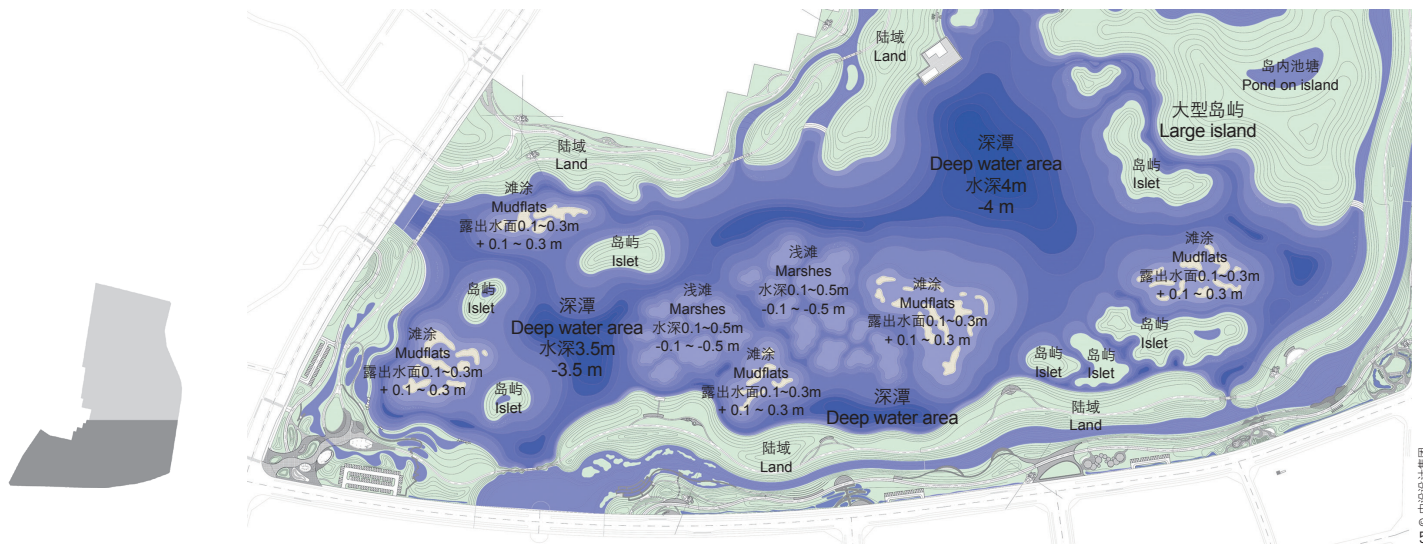 陆域
Land
岛内池塘
Pond on island
大型岛屿
Large island
陆域
Land
深潭
Deep water area
水深4m
-4 m
岛屿
Islet
滩涂
Mudflats
露出水面0.1~0.3m
+ 0.1 ~ 0.3 m
岛屿
Islet
浅滩
Marshes
水深0.1~0.5m
-0.1 ~ -0.5 m
滩涂
Mudflats
露出水面0.1~0.3m
+ 0.1 ~ 0.3 m
岛屿
Islet
深潭
Deep water area
水深3.5m
-3.5 m
浅滩
Marshes
水深0.1~0.5m
-0.1 ~ -0.5 m
滩涂
Mudflats
露出水面0.1~0.3m
+ 0.1 ~ 0.3 m
滩涂
Mudflats
露出水面0.1~0.3m
+ 0.1 ~ 0.3 m
岛屿
Islet
滩涂
Mudflats
露出水面0.1~0.3m
+ 0.1 ~ 0.3 m
岛屿
Islet
岛屿
Islet
岛屿
Islet
深潭
Deep water area
陆域
Land
陆域
Land